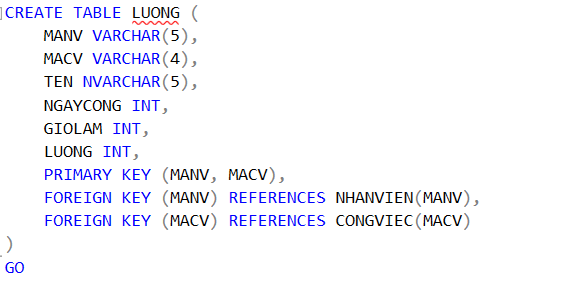 CREATE TABLE LUONG (
MANV VARCHAR(5),
MACV VARCHAR(4),
TEN NVARCHAR(5),
NGAYCONG INT,
GIOLAM INT,
LUONG INT,
PRIMARY KEY (MANV, MACV),
FOREIGN KEY (MANV) REFERENCES NHANVIEN(MANV),
FOREIGN KEY (MACV) REFERENCES CONGVIEC(MACV)
)
GO